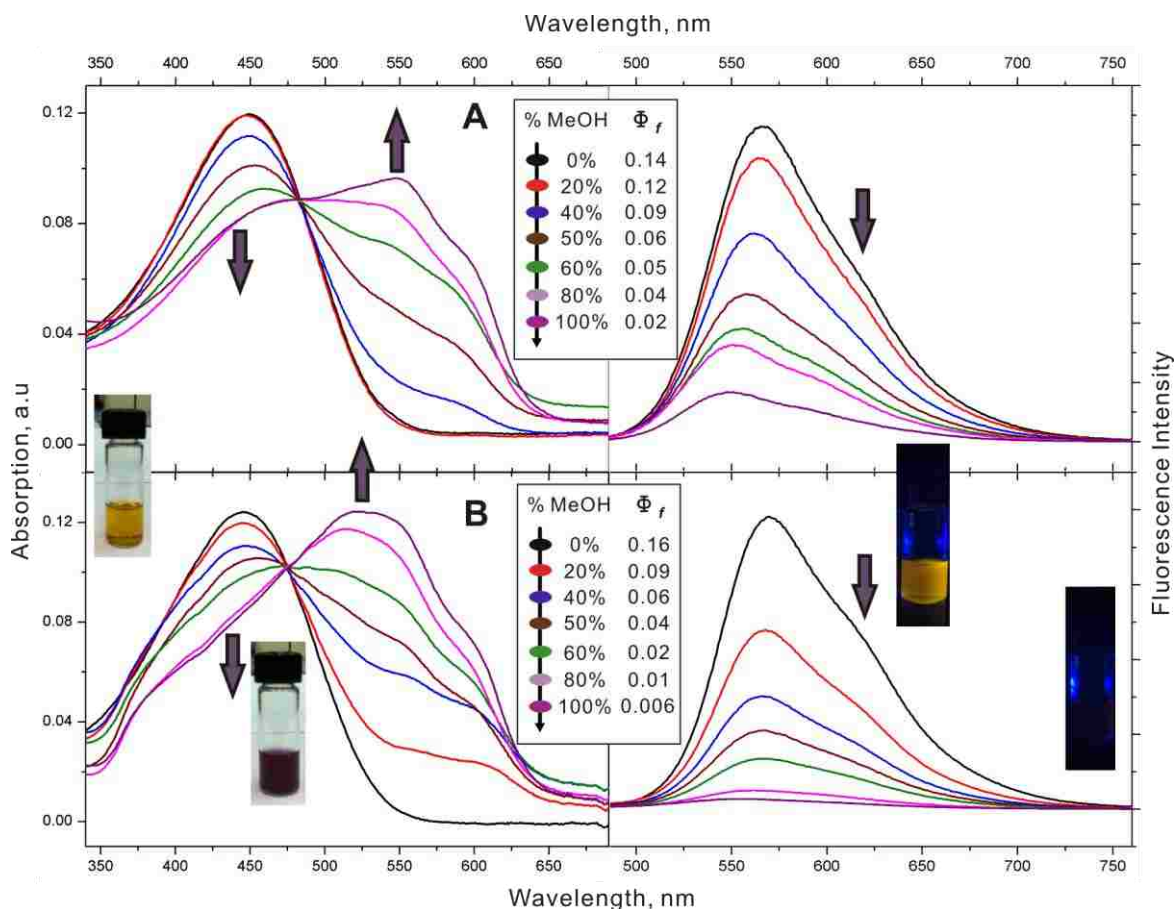 Wavelength, nm
350 400 450 500 550 600 650 500 550 600 650 700 750
Absorption, a.u
Fluorescence Intensity
0.12
0.08
0.04
0.00
A
% MeOH Φf
0% 0.14
20% 0.12
40% 0.09
50% 0.06
60% 0.05
80% 0.04
100% 0.02
0.12
0.08
0.04
0.00
B
% MeOH Φf
0% 0.16
20% 0.09
40% 0.06
50% 0.04
60% 0.02
80% 0.01
100% 0.006
350 400 450 500 550 600 650 500 550 600 650 700 750
Wavelength, nm